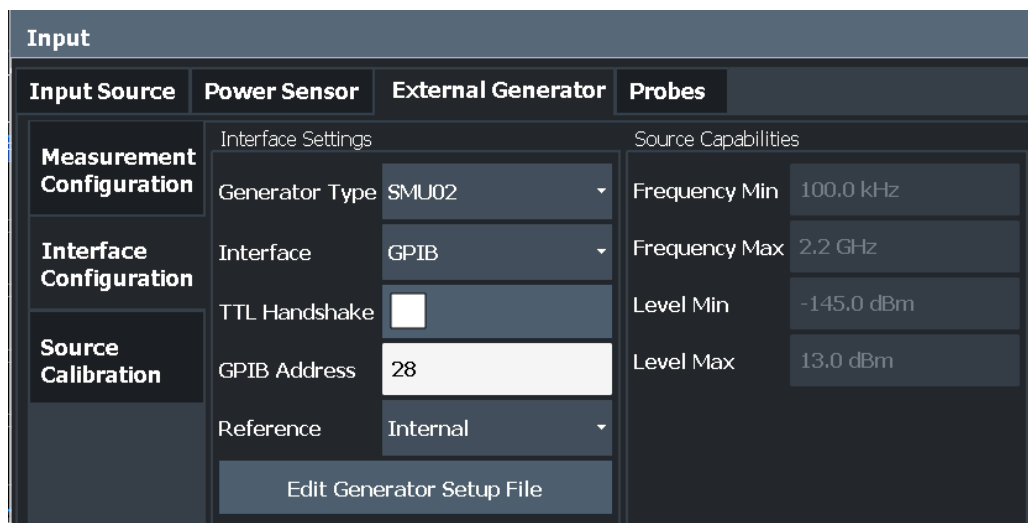 Input
Input Source Power Sensor External Generator Probes
Measurement
Configuration
Interface
Configuration
Source
Calibration
Interface Settings
Generator Type SMU02
Interface GPIB
TTL Handshake
GPIB Address 28
Reference Internal
Edit Generator Setup File
Source Capabilities
Frequency Min 100.0 kHz
Frequency Max 2.2 GHz
Level Min -145.0 dBm
Level Max 13.0 dBm